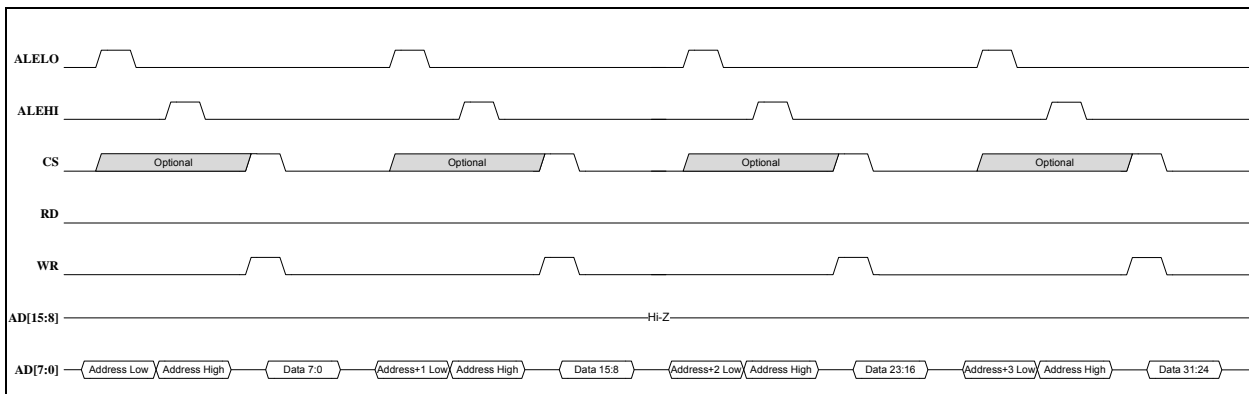 ALELO
ALEHI
CS Optional Optional Optional Optional
RD
WR
AD[15:8] Hi-Z
AD[7:0] Address Low Address High Data 7:0 Address+1 Low Address High Data 15:8 Address+2 Low Address High Data 23:16 Address+3 Low Address High Data 31:24